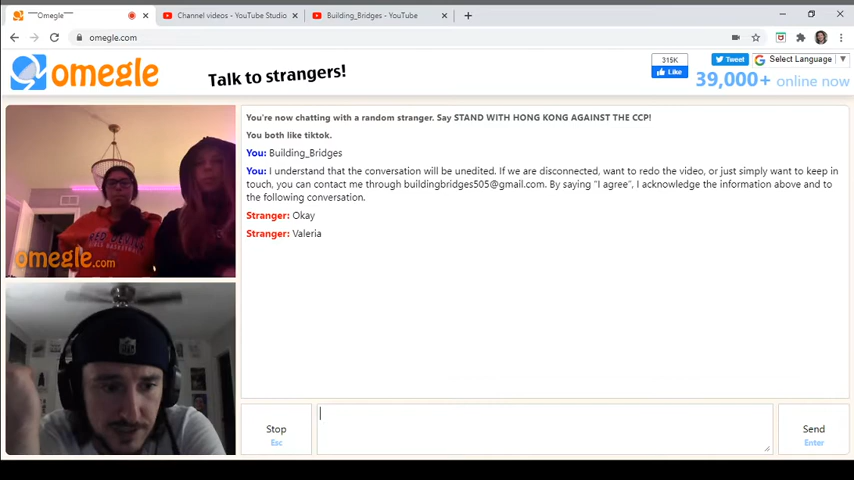 Omegle
Channel videos - YouTube Studio
Building_Bridges - YouTube
omegle.com
omegle
Talk to strangers!
315K
Like
Tweet
Select Language
39,000+ online now
You're now chatting with a random stranger. Say STAND WITH HONG KONG AGAINST THE CCP!
You both like tiktok.
You: Building_Bridges
You: I understand that the conversation will be unedited. If we are disconnected, want to redo the video, or just simply want to keep in
touch, you can contact me through buildingbridges505@gmail.com. By saying "I agree", I acknowledge the information above and to
the following conversation.
Stranger: Okay
Stranger: Valeria
RED DEVILS
GIRLS BASKETBALL
omegle.com
NFL
Stop
Esc
Send
Enter